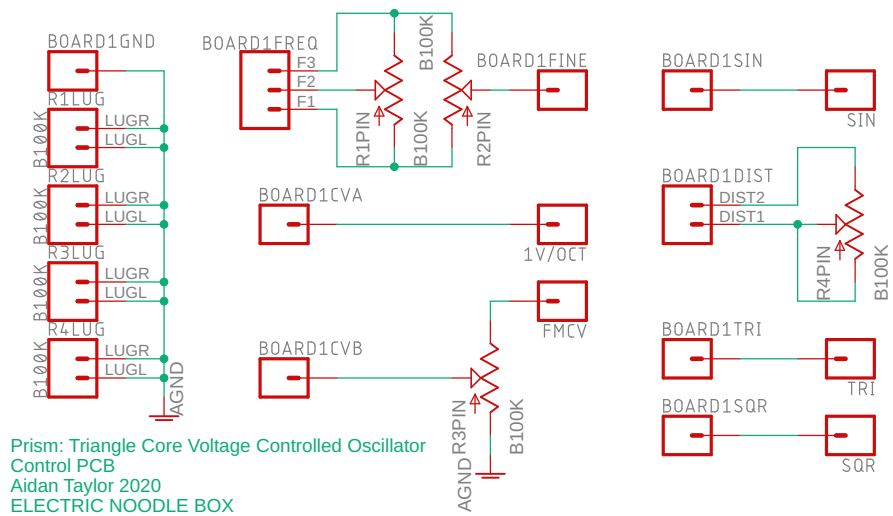 BOARD1GND
R1LUG
LUGR
LUGL
B100K
R2LUG
LUGR
LUGL
B100K
R3LUG
LUGR
LUGL
B100K
R4LUG
LUGR
LUGL
B100K
AGND
BOARD1FREQ
F3
F2
F1
R1PIN
B100K
B100K
R2PIN
BOARD1FINE
BOARD1CVA
1V/OCT
BOARD1CVB
FMCV
R3PIN
B100K
AGND
BOARD1SIN
SIN
BOARD1DIST
DIST2
DIST1
R4PIN
B100K
BOARD1TRI
TRI
BOARD1SQR
SQR
Prism: Triangle Core Voltage Controlled Oscillator
Control PCB
Aidan Taylor 2020
ELECTRIC NOODLE BOX